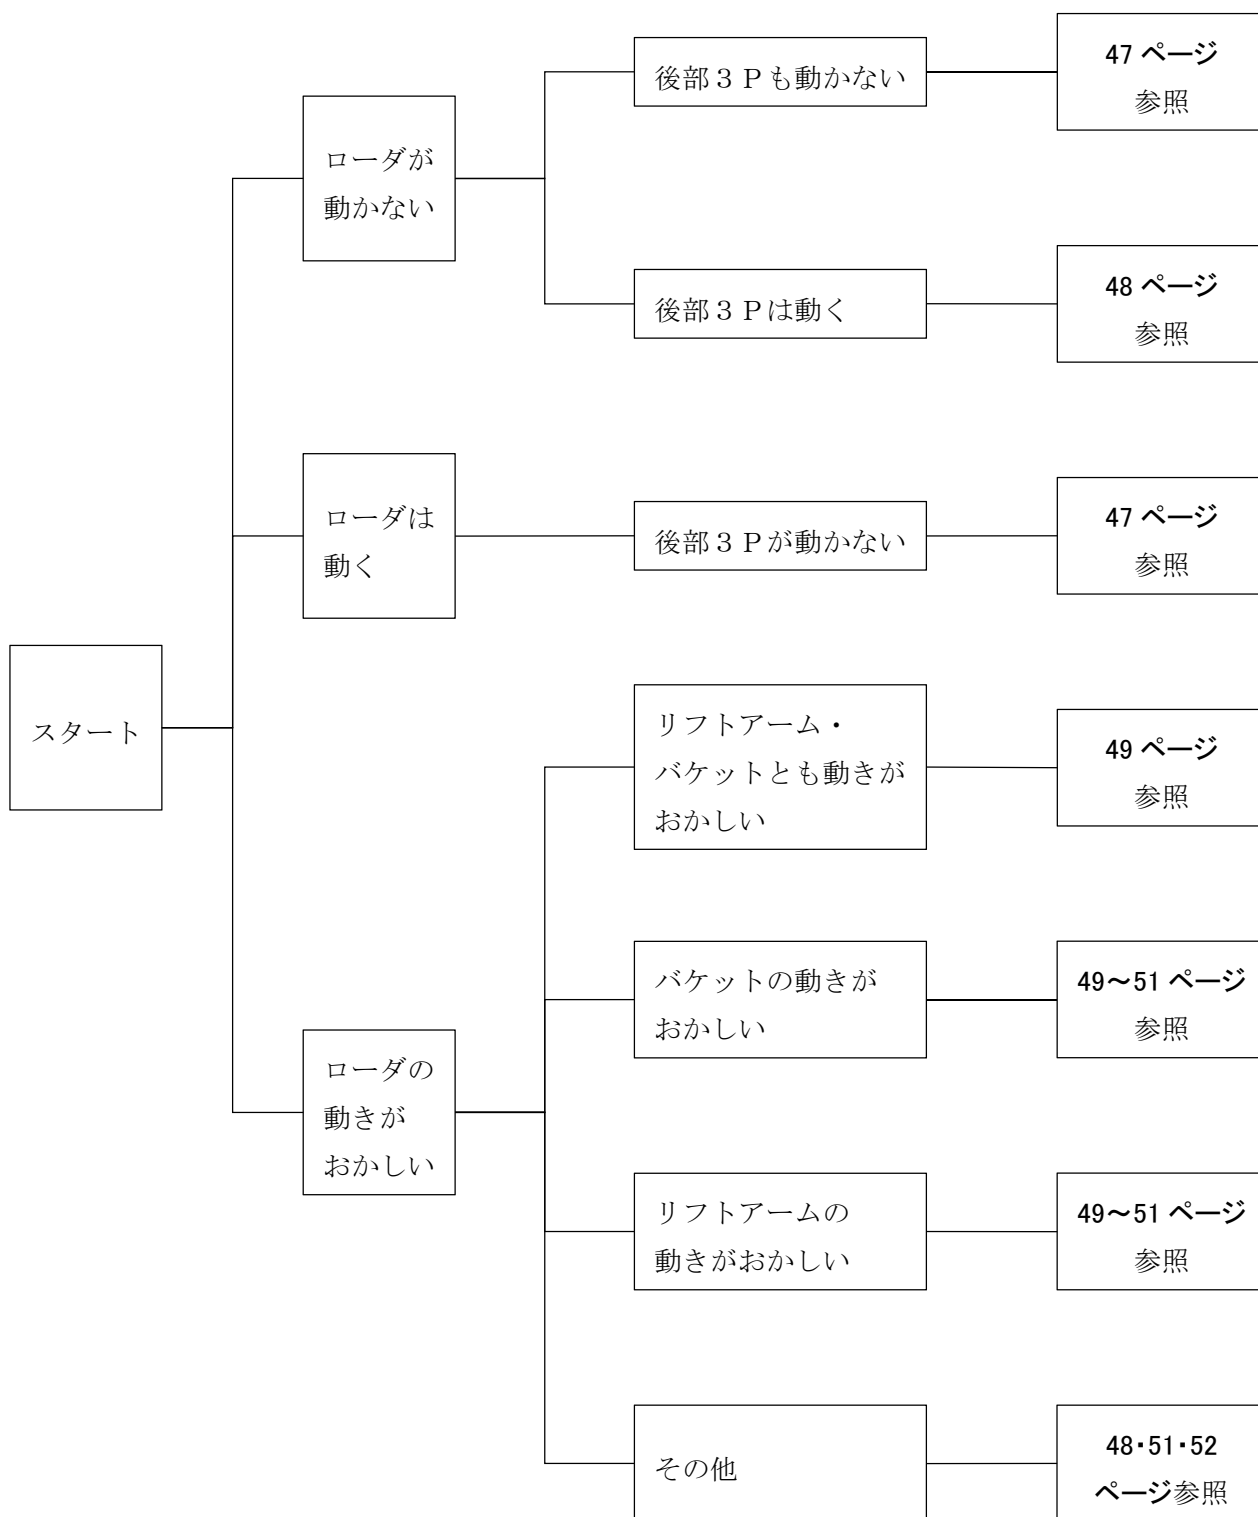 スタート
ローダが
動かない
後部３Ｐも動かない
47 ページ
参照
後部３Ｐは動く
48 ページ
参照
ローダは
動く
後部３Ｐが動かない
47 ページ
参照
ローダの
動きが
おかしい
リフトアーム・
バケットとも動きが
おかしい
49 ページ
参照
バケットの動きが
おかしい
49～51 ページ
参照
リフトアームの
動きがおかしい
49～51 ページ
参照
その他
48・51・52
ページ参照